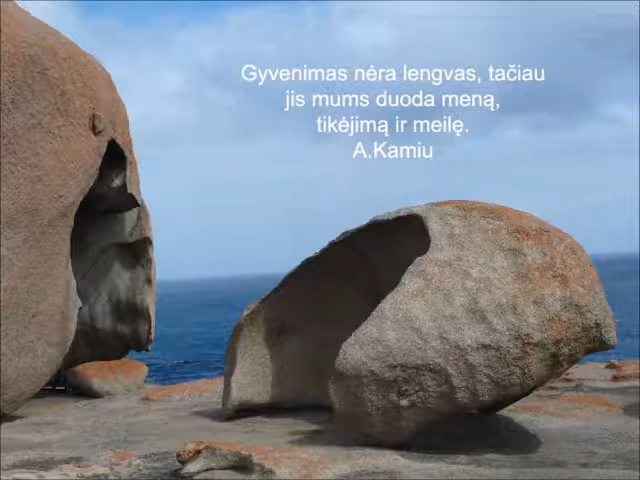 Gyvenimas nėra lengvas, tačiau
jis mums duoda meną,
tikėjimą ir meilę.
A.Kamiu